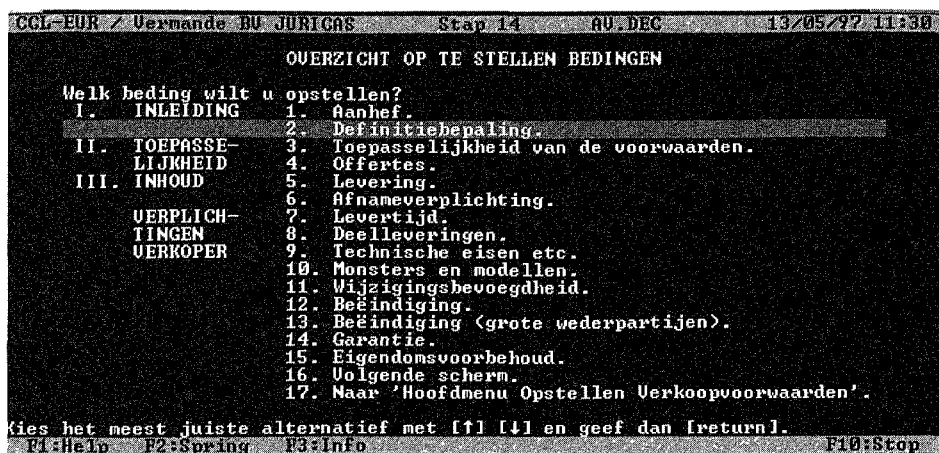 CCL-EUR / Vermande BV JURICAS Stap 14 AV.DEC 13/05/97 11:30
OVERZICHT OP TE STELLEN BEDINGEN
Welk beding wilt u opstellen?
I. INLEIDING 1. Aanhef.
2. Definitiebepaling.
II. TOEPASSE- 3. Toepasselijkheid van de voorwaarden.
LIJKHEID 4. Offertes.
III. INHOUD 5. Levering.
6. Afnameverplichting.
VERPLICH- 7. Levertijd.
TINGEN 8. Deelleveringen.
VERKOPER 9. Technische eisen etc.
10. Monsters en modellen.
11. Wijzigingsbevoegdheid.
12. Beëindiging.
13. Beëindiging (grote wederpartijen).
14. Garantie.
15. Eigendomsvoorbehoud.
16. Volgende scherm.
17. Naar 'Hoofdmenu Opstellen Verkoopvoorwaarden'.
Kies het meest juiste alternatief met [↑] [↓] en geef dan [return].
F1:Help F2:Spring F3:Info F10:Stop